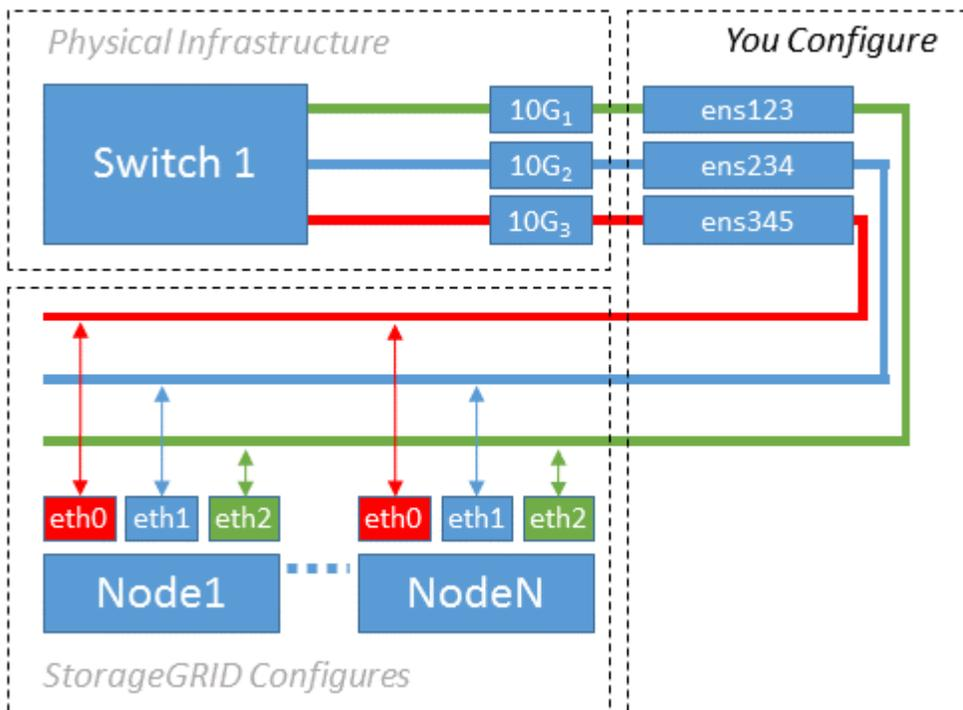 Physical Infrastructure
You Configure
Switch 1
10G₁
ens123
10G₂
ens234
10G₃
ens345
eth0 eth1 eth2
eth0 eth1 eth2
Node1
NodeN
StorageGRID Configures